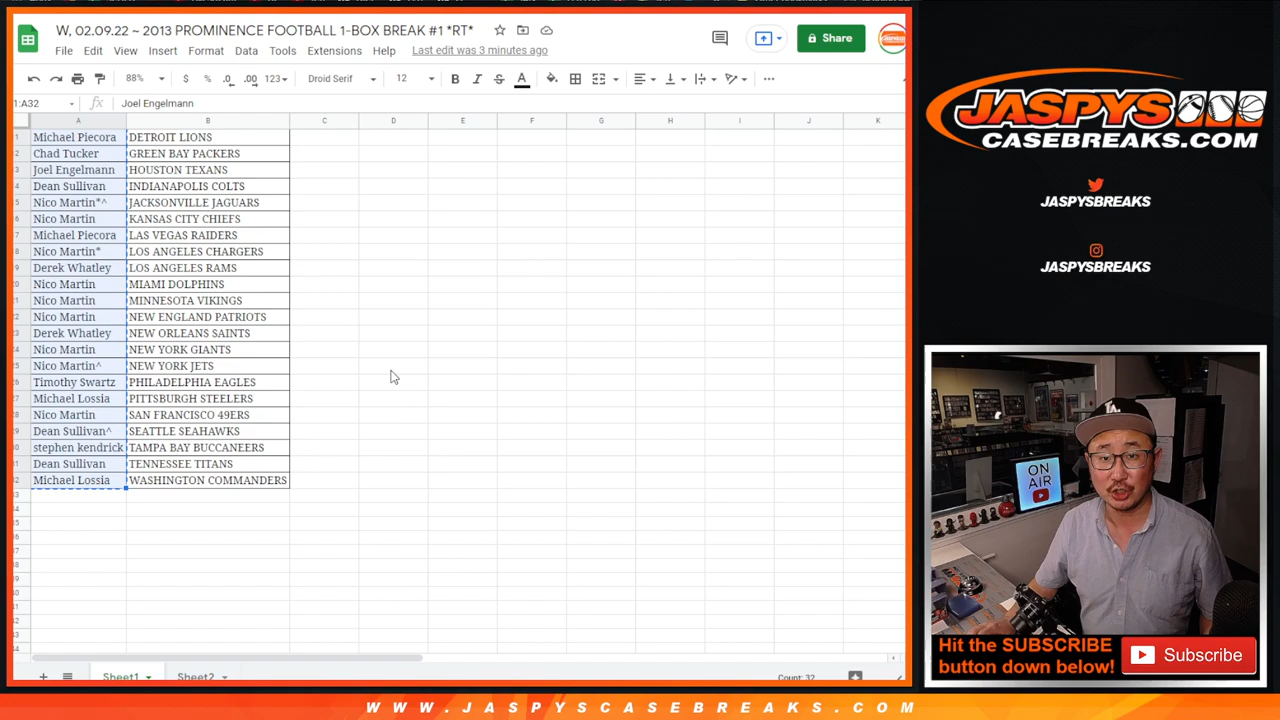 W, 02.09.22 ~ 2013 PROMINENCE FOOTBALL 1-BOX BREAK #1 *RT*
File Edit View Insert Format Data Tools Extensions Help Last edit was 3 minutes ago
Share
88% $ % .0 .00 123 Droid Serif 12 B I S A
1:A32 fx Joel Engelmann
A B C D E F G H I J K
Michael Piecora DETROIT LIONS
Chad Tucker GREEN BAY PACKERS
Joel Engelmann HOUSTON TEXANS
Dean Sullivan INDIANAPOLIS COLTS
Nico Martin*^ JACKSONVILLE JAGUARS
Nico Martin KANSAS CITY CHIEFS
Michael Piecora LAS VEGAS RAIDERS
Nico Martin* LOS ANGELES CHARGERS
Derek Whatley LOS ANGELES RAMS
Nico Martin MIAMI DOLPHINS
Nico Martin MINNESOTA VIKINGS
Nico Martin NEW ENGLAND PATRIOTS
Derek Whatley NEW ORLEANS SAINTS
Nico Martin NEW YORK GIANTS
Nico Martin^ NEW YORK JETS
Timothy Swartz PHILADELPHIA EAGLES
Michael Lossia PITTSBURGH STEELERS
Nico Martin SAN FRANCISCO 49ERS
Dean Sullivan^ SEATTLE SEAHAWKS
stephen kendrick TAMPA BAY BUCCANEERS
Dean Sullivan TENNESSEE TITANS
Michael Lossia WASHINGTON COMMANDERS
Sheet1 Sheet2 Count: 32
JASPYS
CASEBREAKS.COM
JASPYSBREAKS
JASPYSBREAKS
ON
AIR
Hit the SUBSCRIBE
button down below!
Subscribe
WWW.JASPYSCASEBREAKS.COM